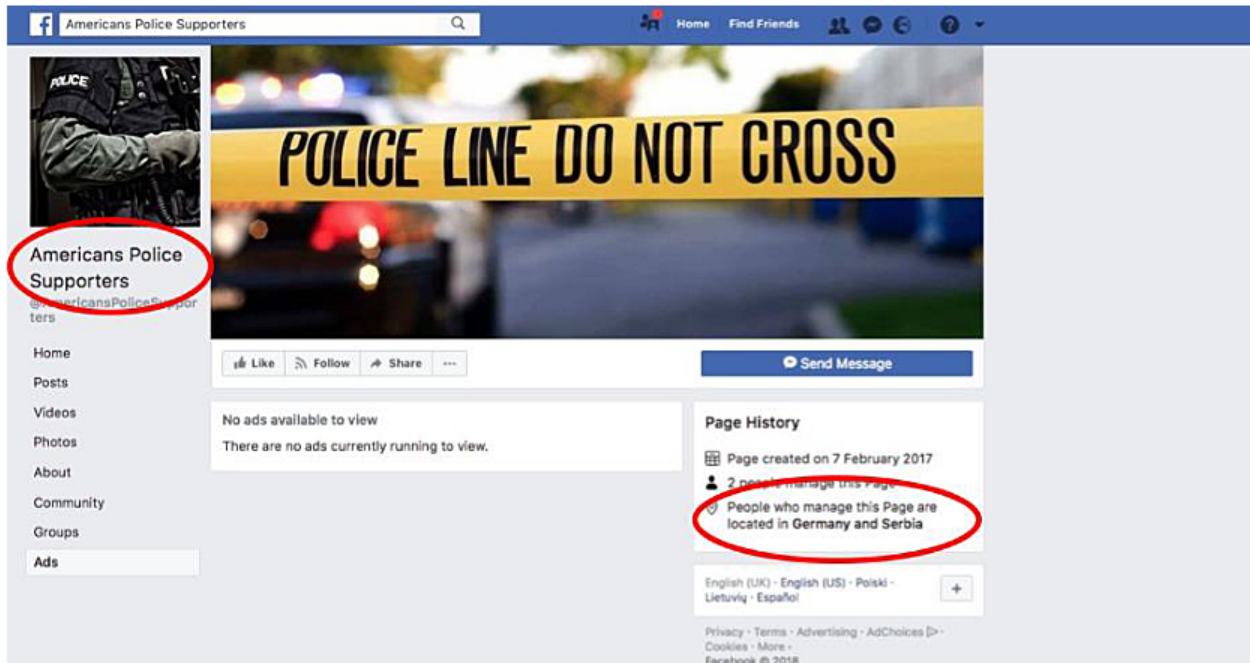 f
Americans Police Supporters
Home Find Friends
POLICE
POLICE LINE DO NOT CROSS
Americans Police
Supporters
@AmericansPoliceSuppor
ters
Home
Posts
Videos
Photos
About
Community
Groups
Ads
Like Follow Share ...
Send Message
No ads available to view
There are no ads currently running to view.
Page History
Page created on 7 February 2017
2 people manage this Page
People who manage this Page are
located in Germany and Serbia
English (UK) · English (US) · Polski ·
Lietuvių · Español
+
Privacy · Terms · Advertising · AdChoices ·
Cookies · More ·
Facebook © 2018